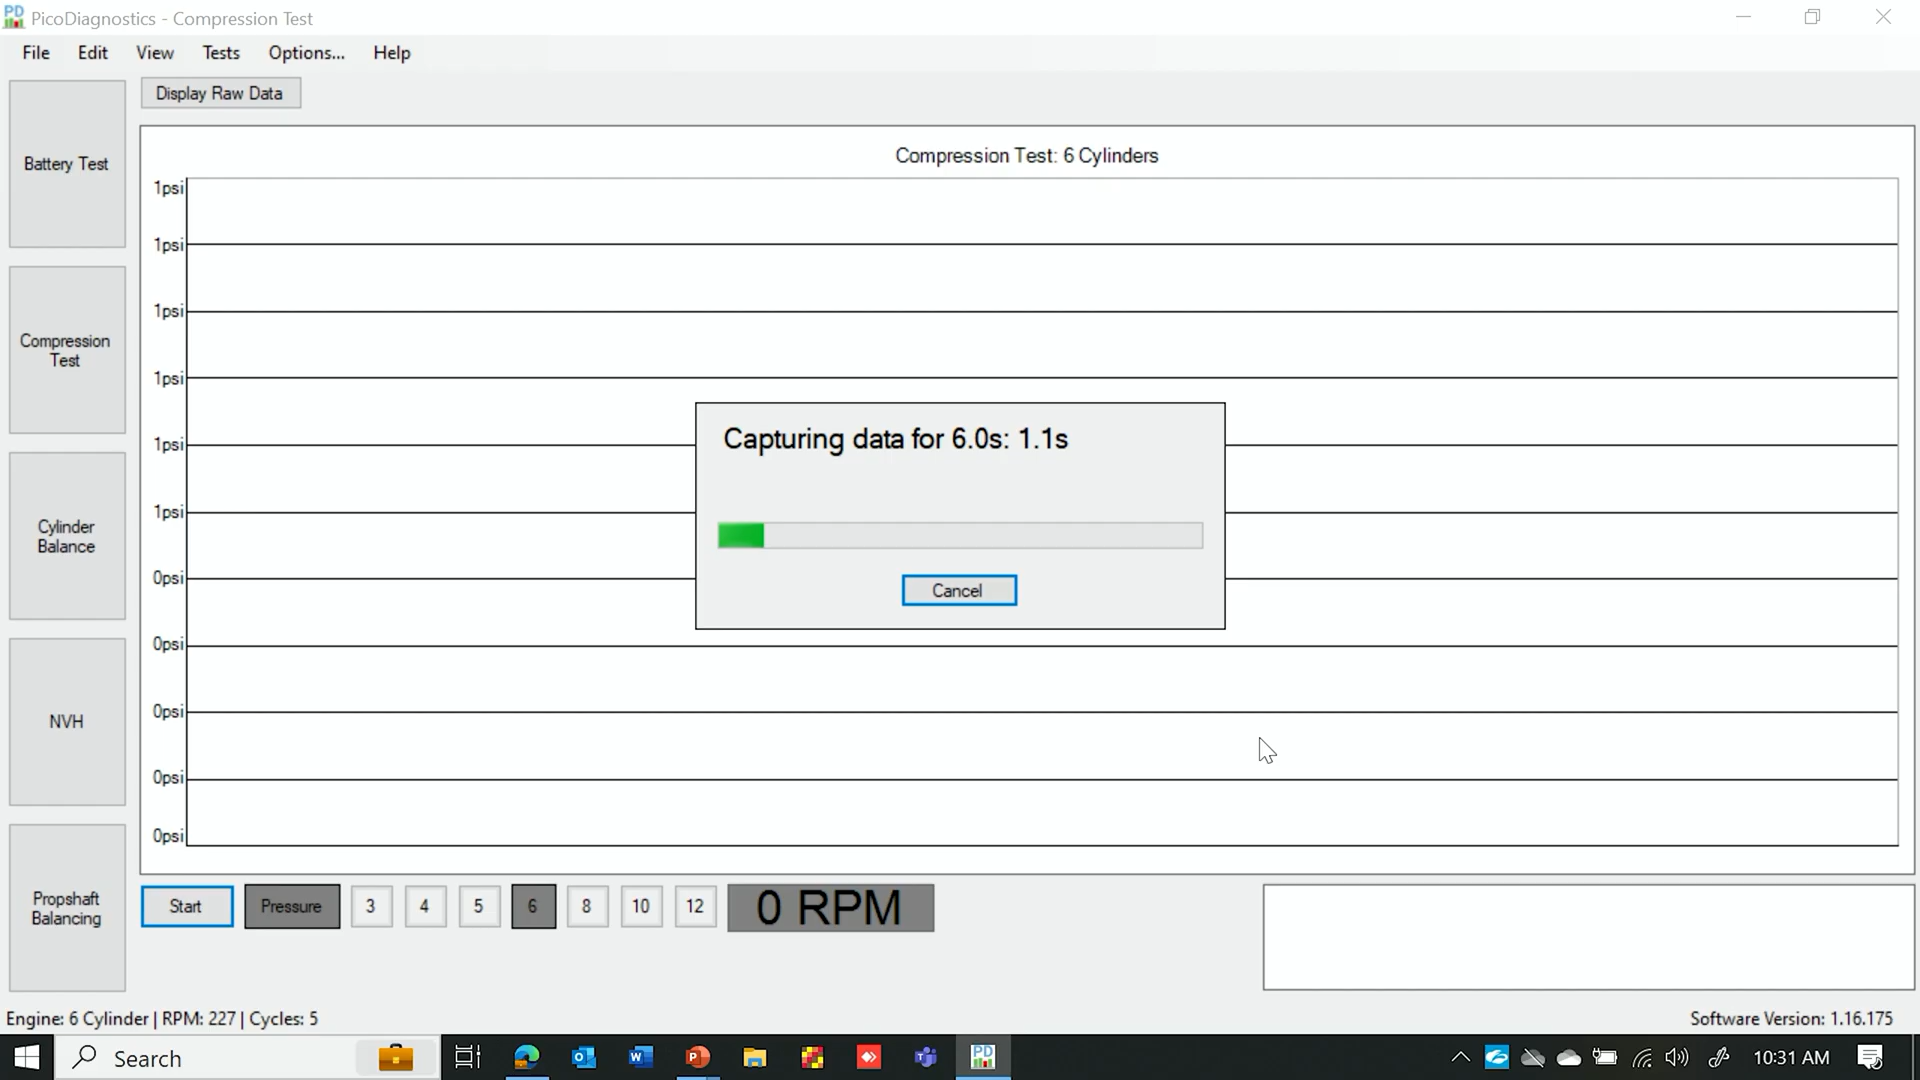 PD PicoDiagnostics - Compression Test
File Edit View Tests Options... Help
Display Raw Data
Battery Test
Compression
Test
Cylinder
Balance
NVH
Propshaft
Balancing
Compression Test: 6 Cylinders
1psi
1psi
1psi
1psi
1psi
1psi
0psi
0psi
0psi
0psi
0psi
Capturing data for 6.0s: 1.1s
Cancel
Start Pressure 3 4 5 6 8 10 12 0 RPM
Engine: 6 Cylinder | RPM: 227 | Cycles: 5
Software Version: 1.16.175
Search
PD
10:31 AM